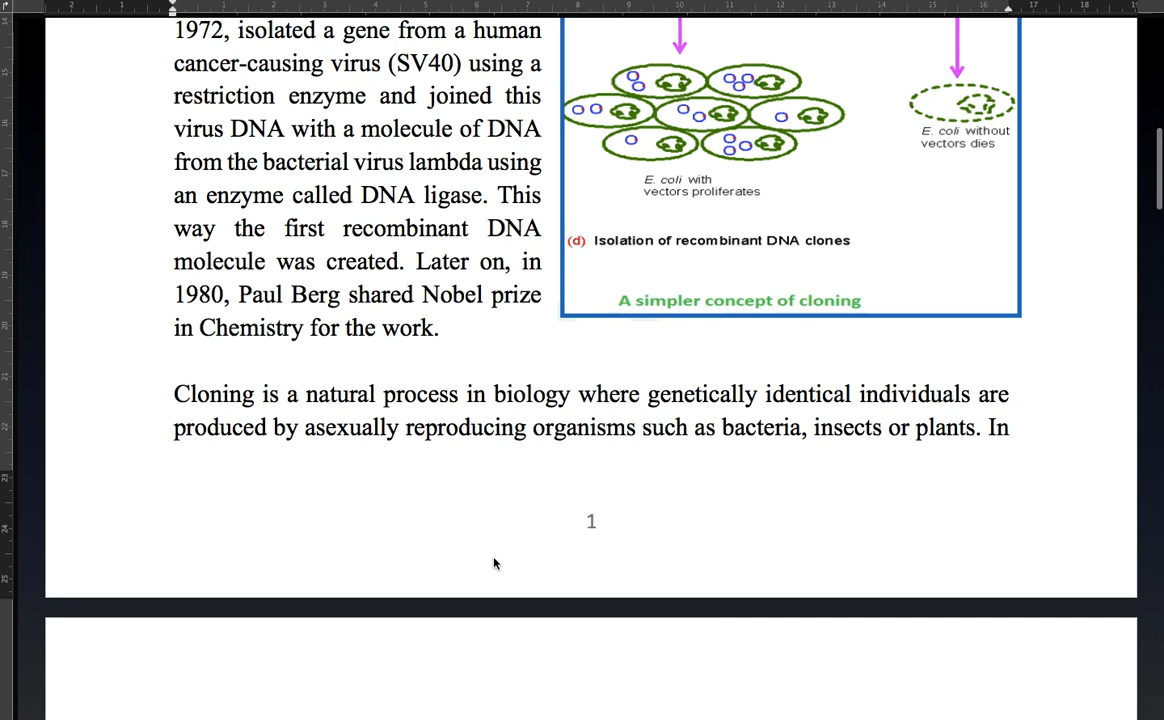 1972, isolated a gene from a human
cancer-causing virus (SV40) using a
restriction enzyme and joined this
virus DNA with a molecule of DNA
from the bacterial virus lambda using
an enzyme called DNA ligase. This
way the first recombinant DNA
molecule was created. Later on, in
1980, Paul Berg shared Nobel prize
in Chemistry for the work.
E. coli without
vectors dies
E. coli with
vectors proliferates
(d) Isolation of recombinant DNA clones
A simpler concept of cloning
Cloning is a natural process in biology where genetically identical individuals are
produced by asexually reproducing organisms such as bacteria, insects or plants. In
1